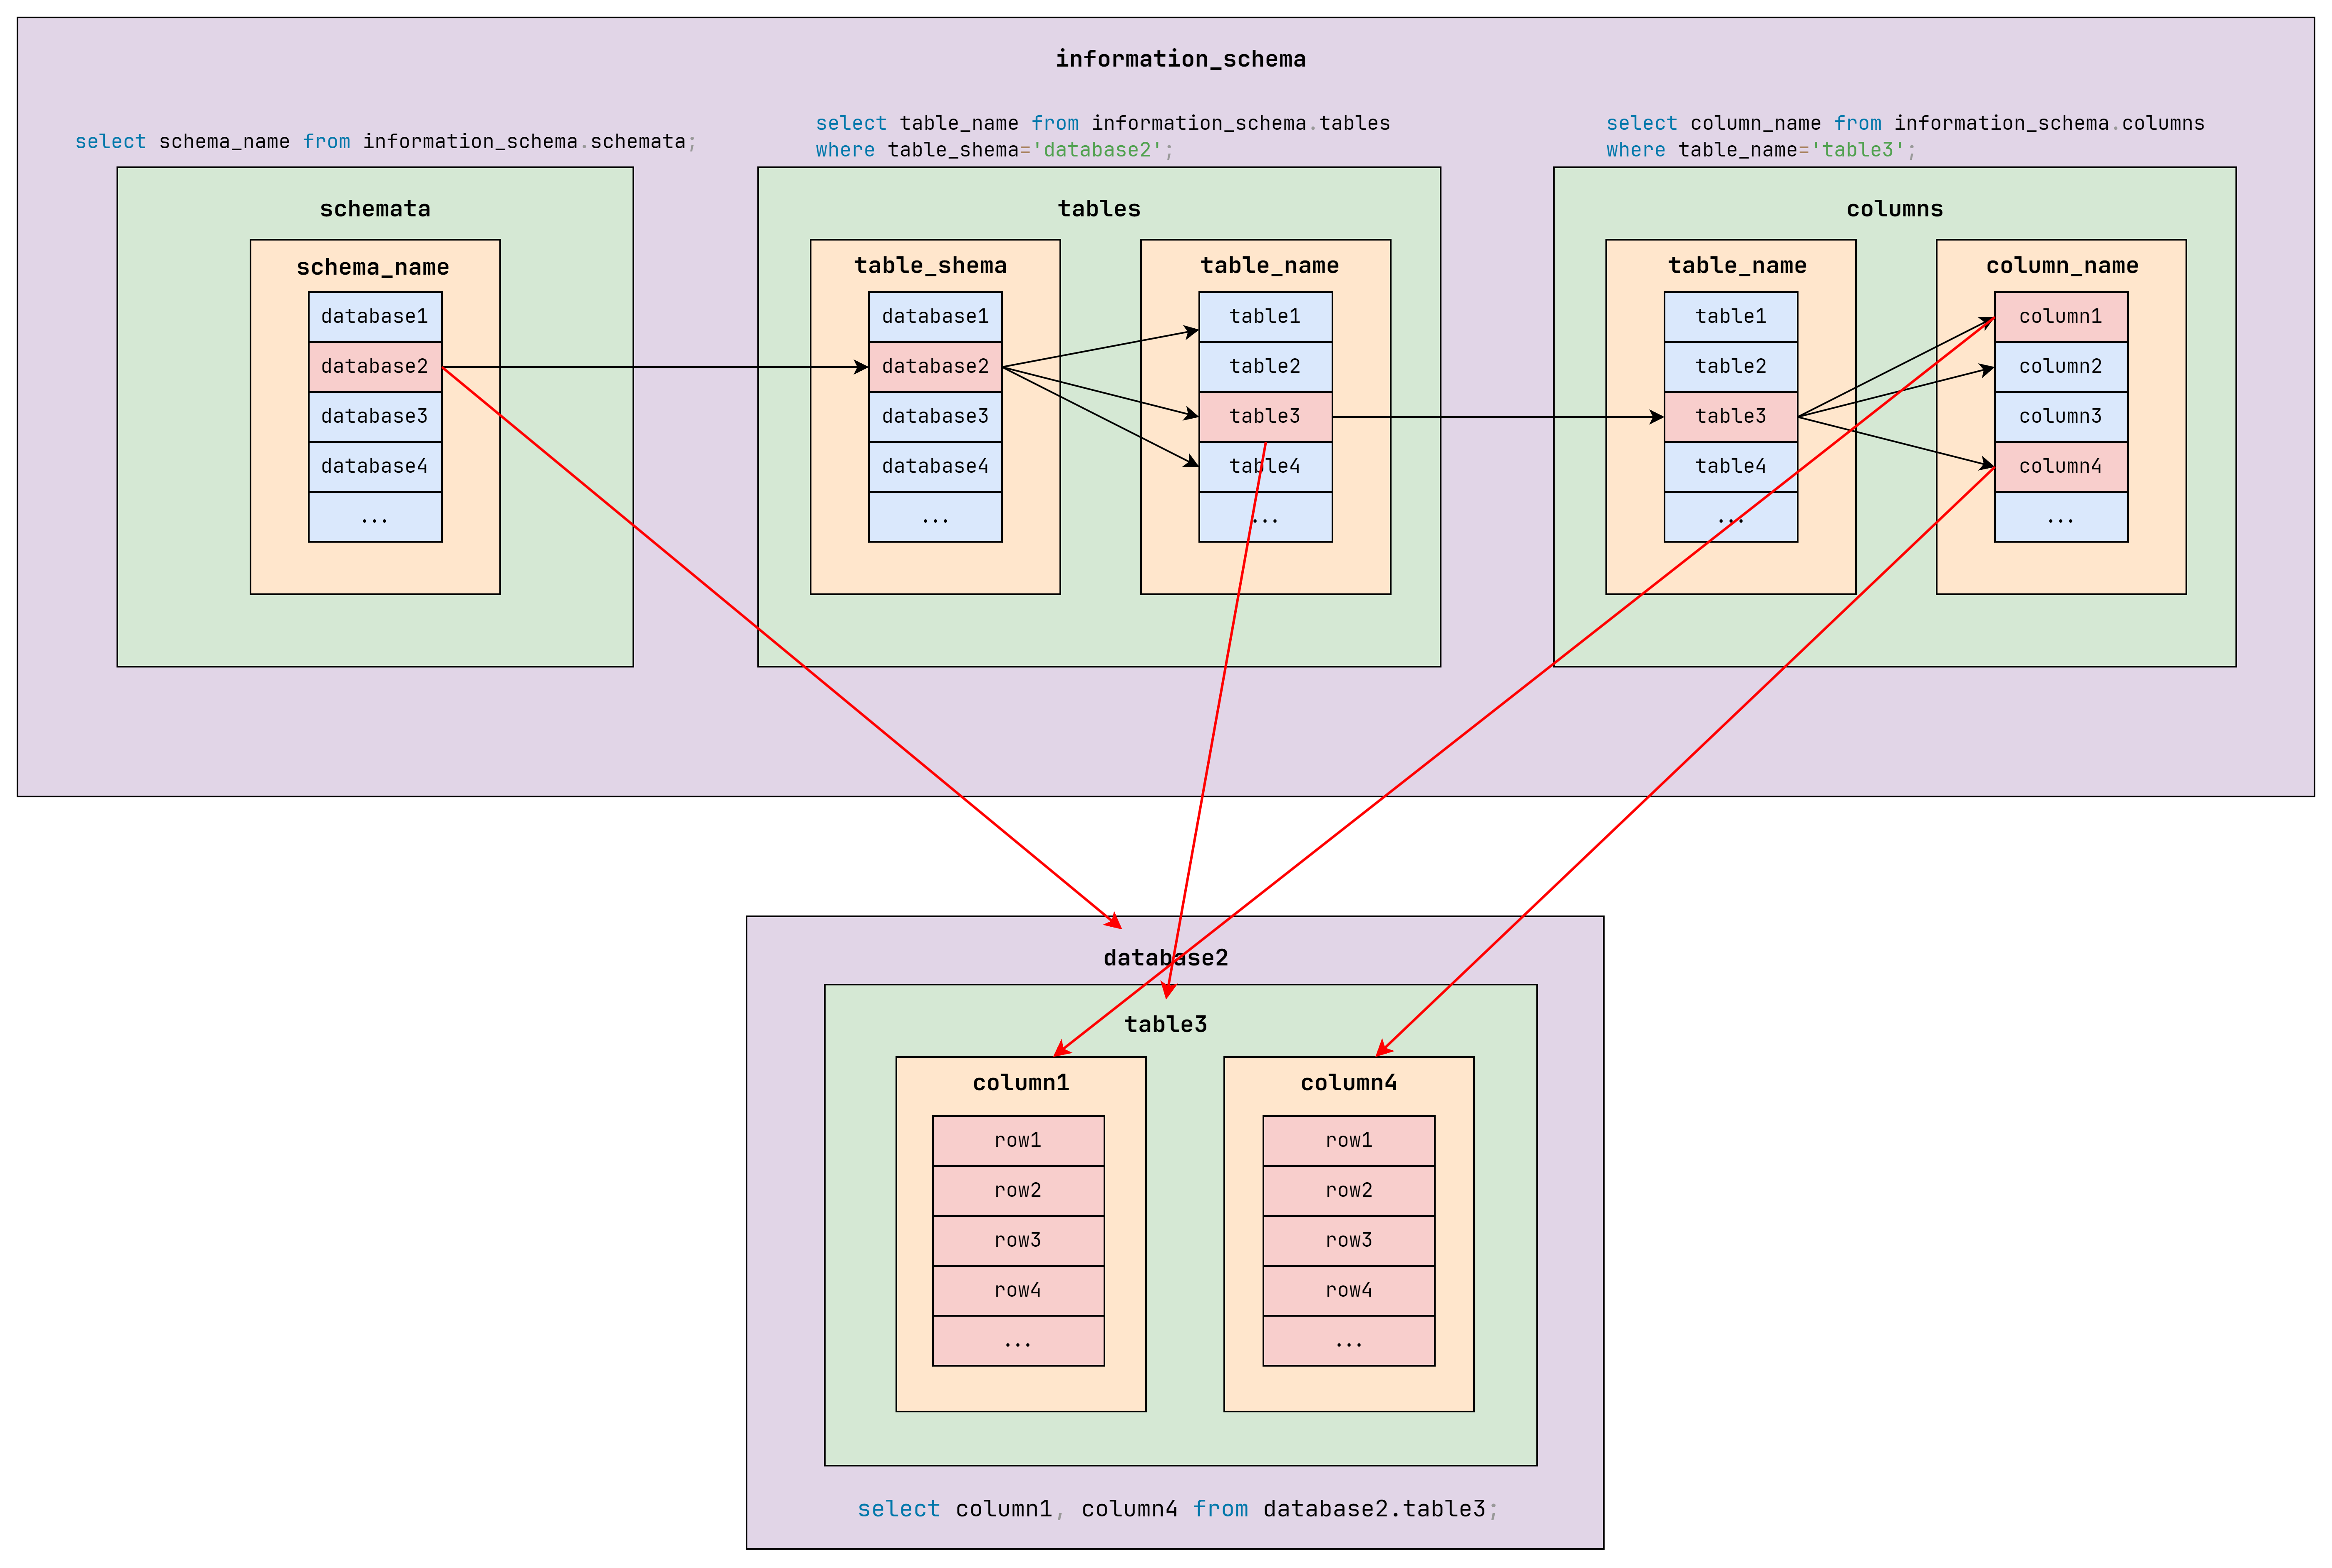 information_schema
select schema_name from information_schema.schemata;
select table_name from information_schema.tables
where table_shema='database2';
select column_name from information_schema.columns
where table_name='table3';
schemata
schema_name
database1
database2
database3
database4
...
tables
table_shema
database1
database2
database3
database4
...
table_name
table1
table2
table3
table4
...
columns
table_name
table1
table2
table3
table4
...
column_name
column1
column2
column3
column4
...
database2
table3
column1
row1
row2
row3
row4
...
column4
row1
row2
row3
row4
...
select column1, column4 from database2.table3;